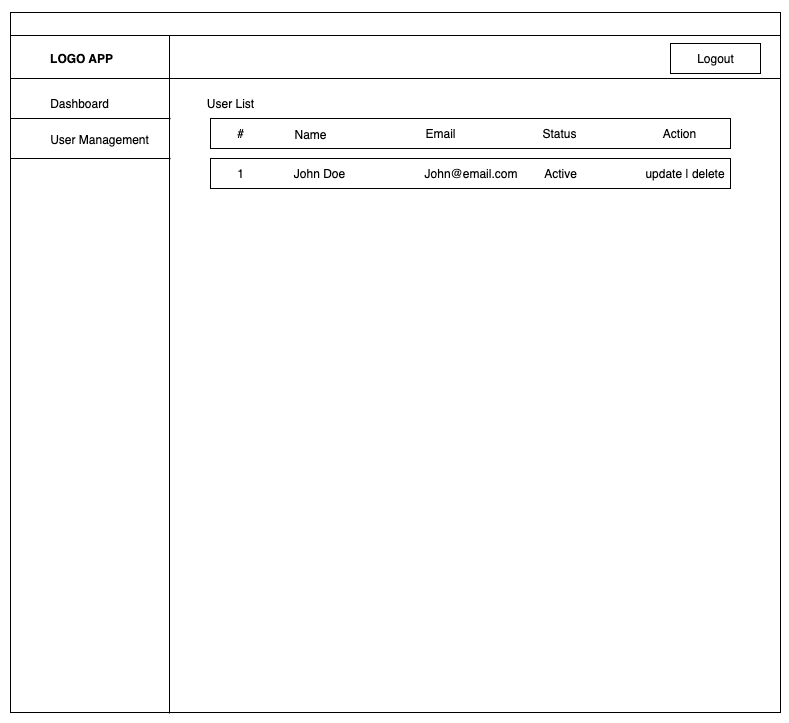 LOGO APP
Logout
Dashboard
User Management
User List
# Name Email Status Action
1 John Doe John@email.com Active update | delete